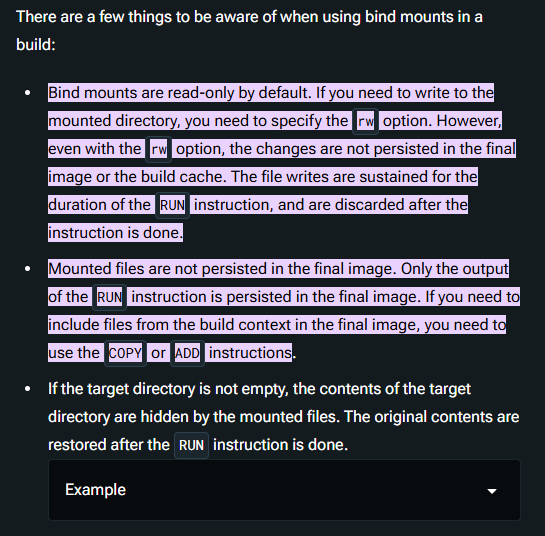 There are a few things to be aware of when using bind mounts in a
build:
Bind mounts are read-only by default. If you need to write to the
mounted directory, you need to specify the rw option. However,
even with the rw option, the changes are not persisted in the final
image or the build cache. The file writes are sustained for the
duration of the RUN instruction, and are discarded after the
instruction is done.
Mounted files are not persisted in the final image. Only the output
of the RUN instruction is persisted in the final image. If you need to
include files from the build context in the final image, you need to
use the COPY or ADD instructions.
If the target directory is not empty, the contents of the target
directory are hidden by the mounted files. The original contents are
restored after the RUN instruction is done.
Example